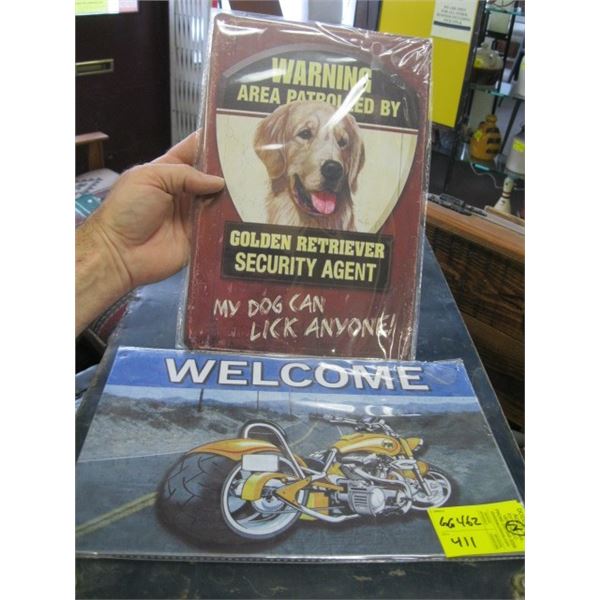 WARNING
AREA PATROLLED BY
GOLDEN RETRIEVER
SECURITY AGENT
MY DOG CAN
LICK ANYONE!
WELCOME
66462
411